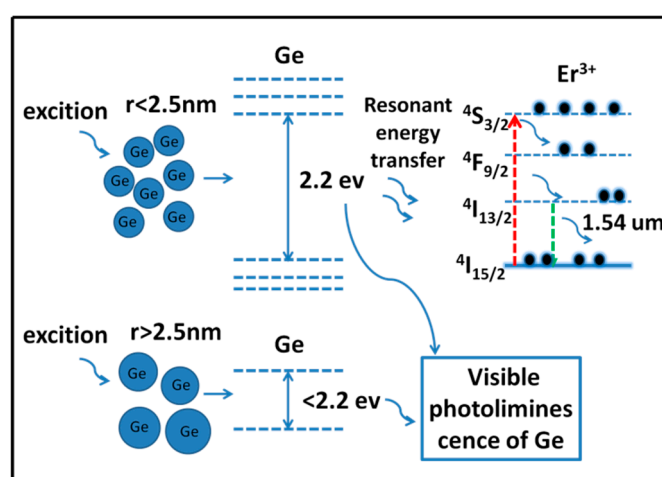 Ge
Er³⁺
excition
r<2.5nm
Resonant
energy
transfer
⁴S₃/₂
Ge
Ge
Ge
Ge
Ge
Ge
Ge
2.2 ev
⁴F₉/₂
⁴I₁₃/₂
1.54 um
⁴I₁₅/₂
excition
r>2.5nm
Ge
Ge
Ge
Ge
Ge
<2.2 ev
Visible
photolimines
cence of Ge